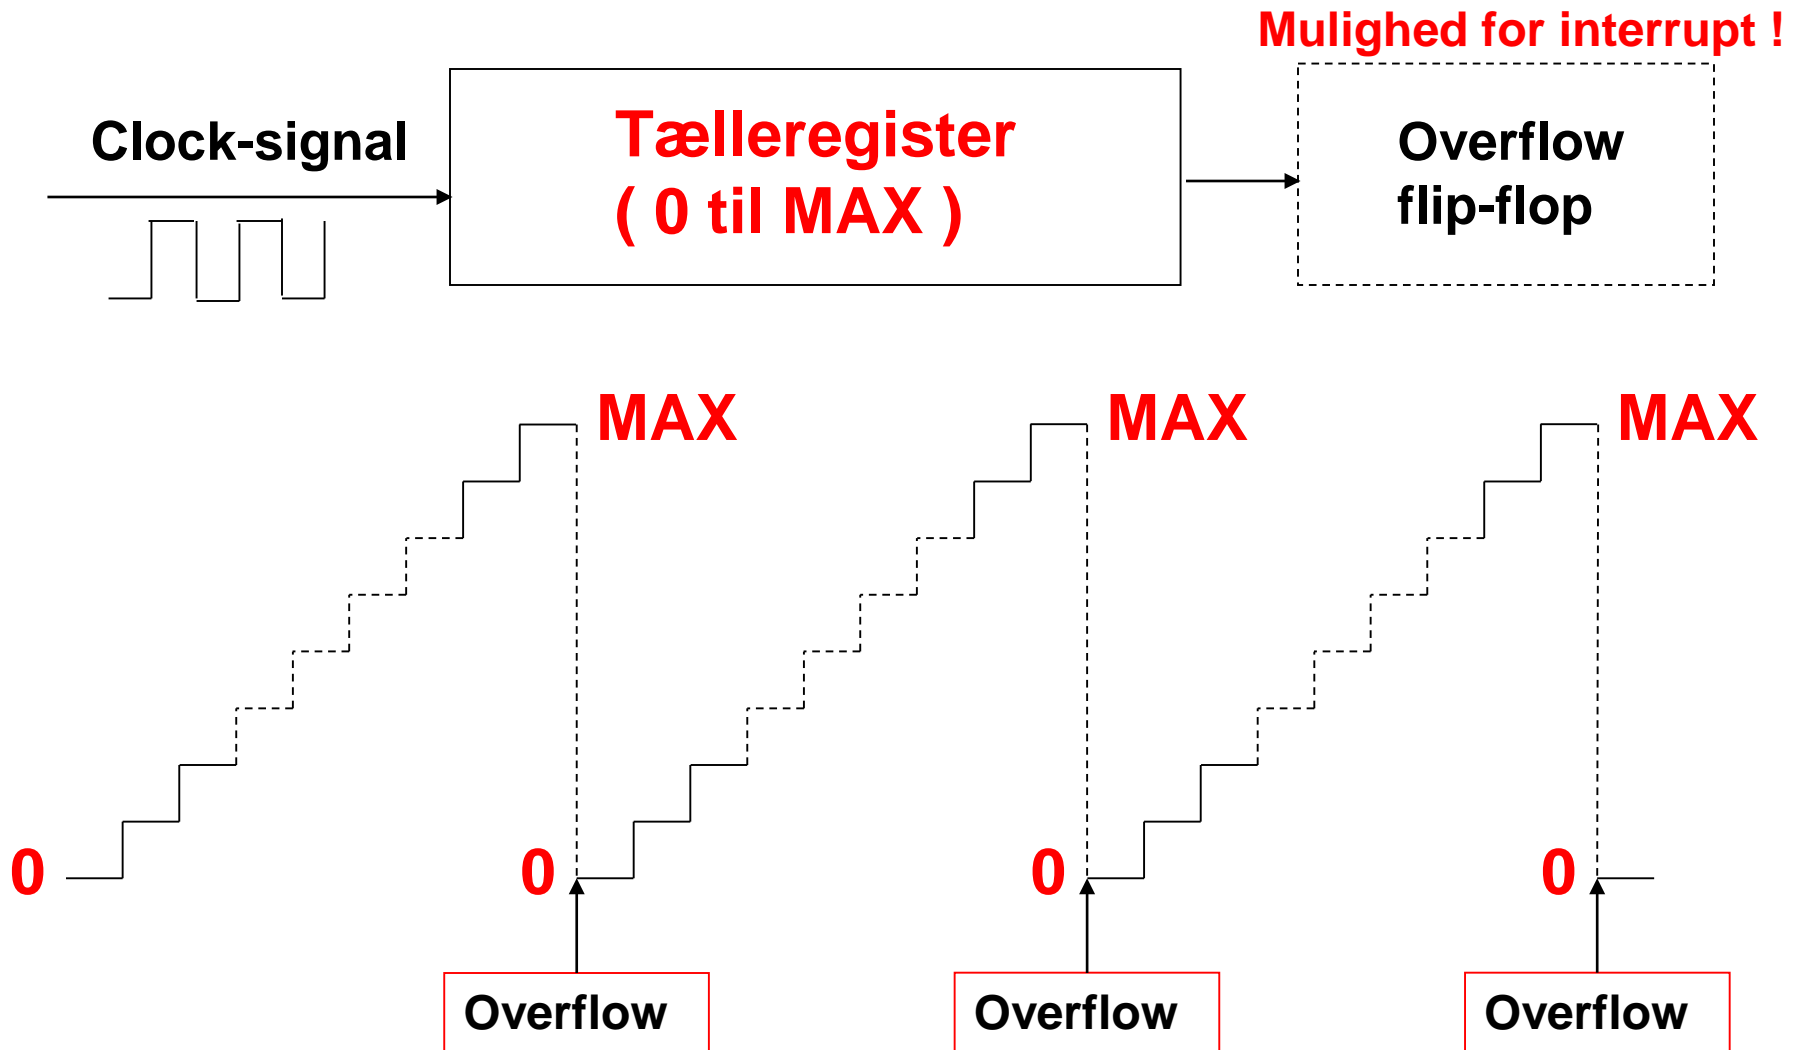 Mulighed for interrupt !
Clock-signal
Tælleregister
( 0 til MAX )
Overflow
flip-flop
MAX
MAX
MAX
0
0
0
0
Overflow
Overflow
Overflow